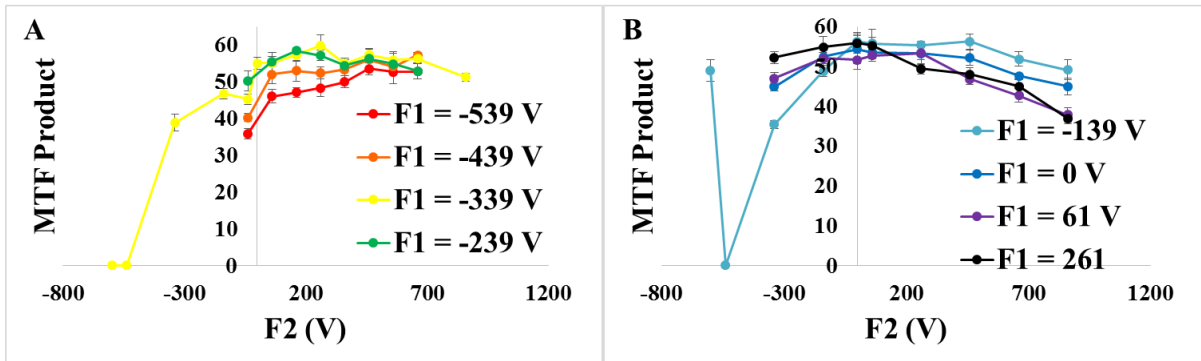 A
MTF Product
60
50
40
30
20
10
0
-800
-300
200
700
1200
F2 (V)
F1 = -539 V
F1 = -439 V
F1 = -339 V
F1 = -239 V
B
MTF Product
60
50
40
30
20
10
0
-800
-300
200
700
1200
F2 (V)
F1 = -139 V
F1 = 0 V
F1 = 61 V
F1 = 261